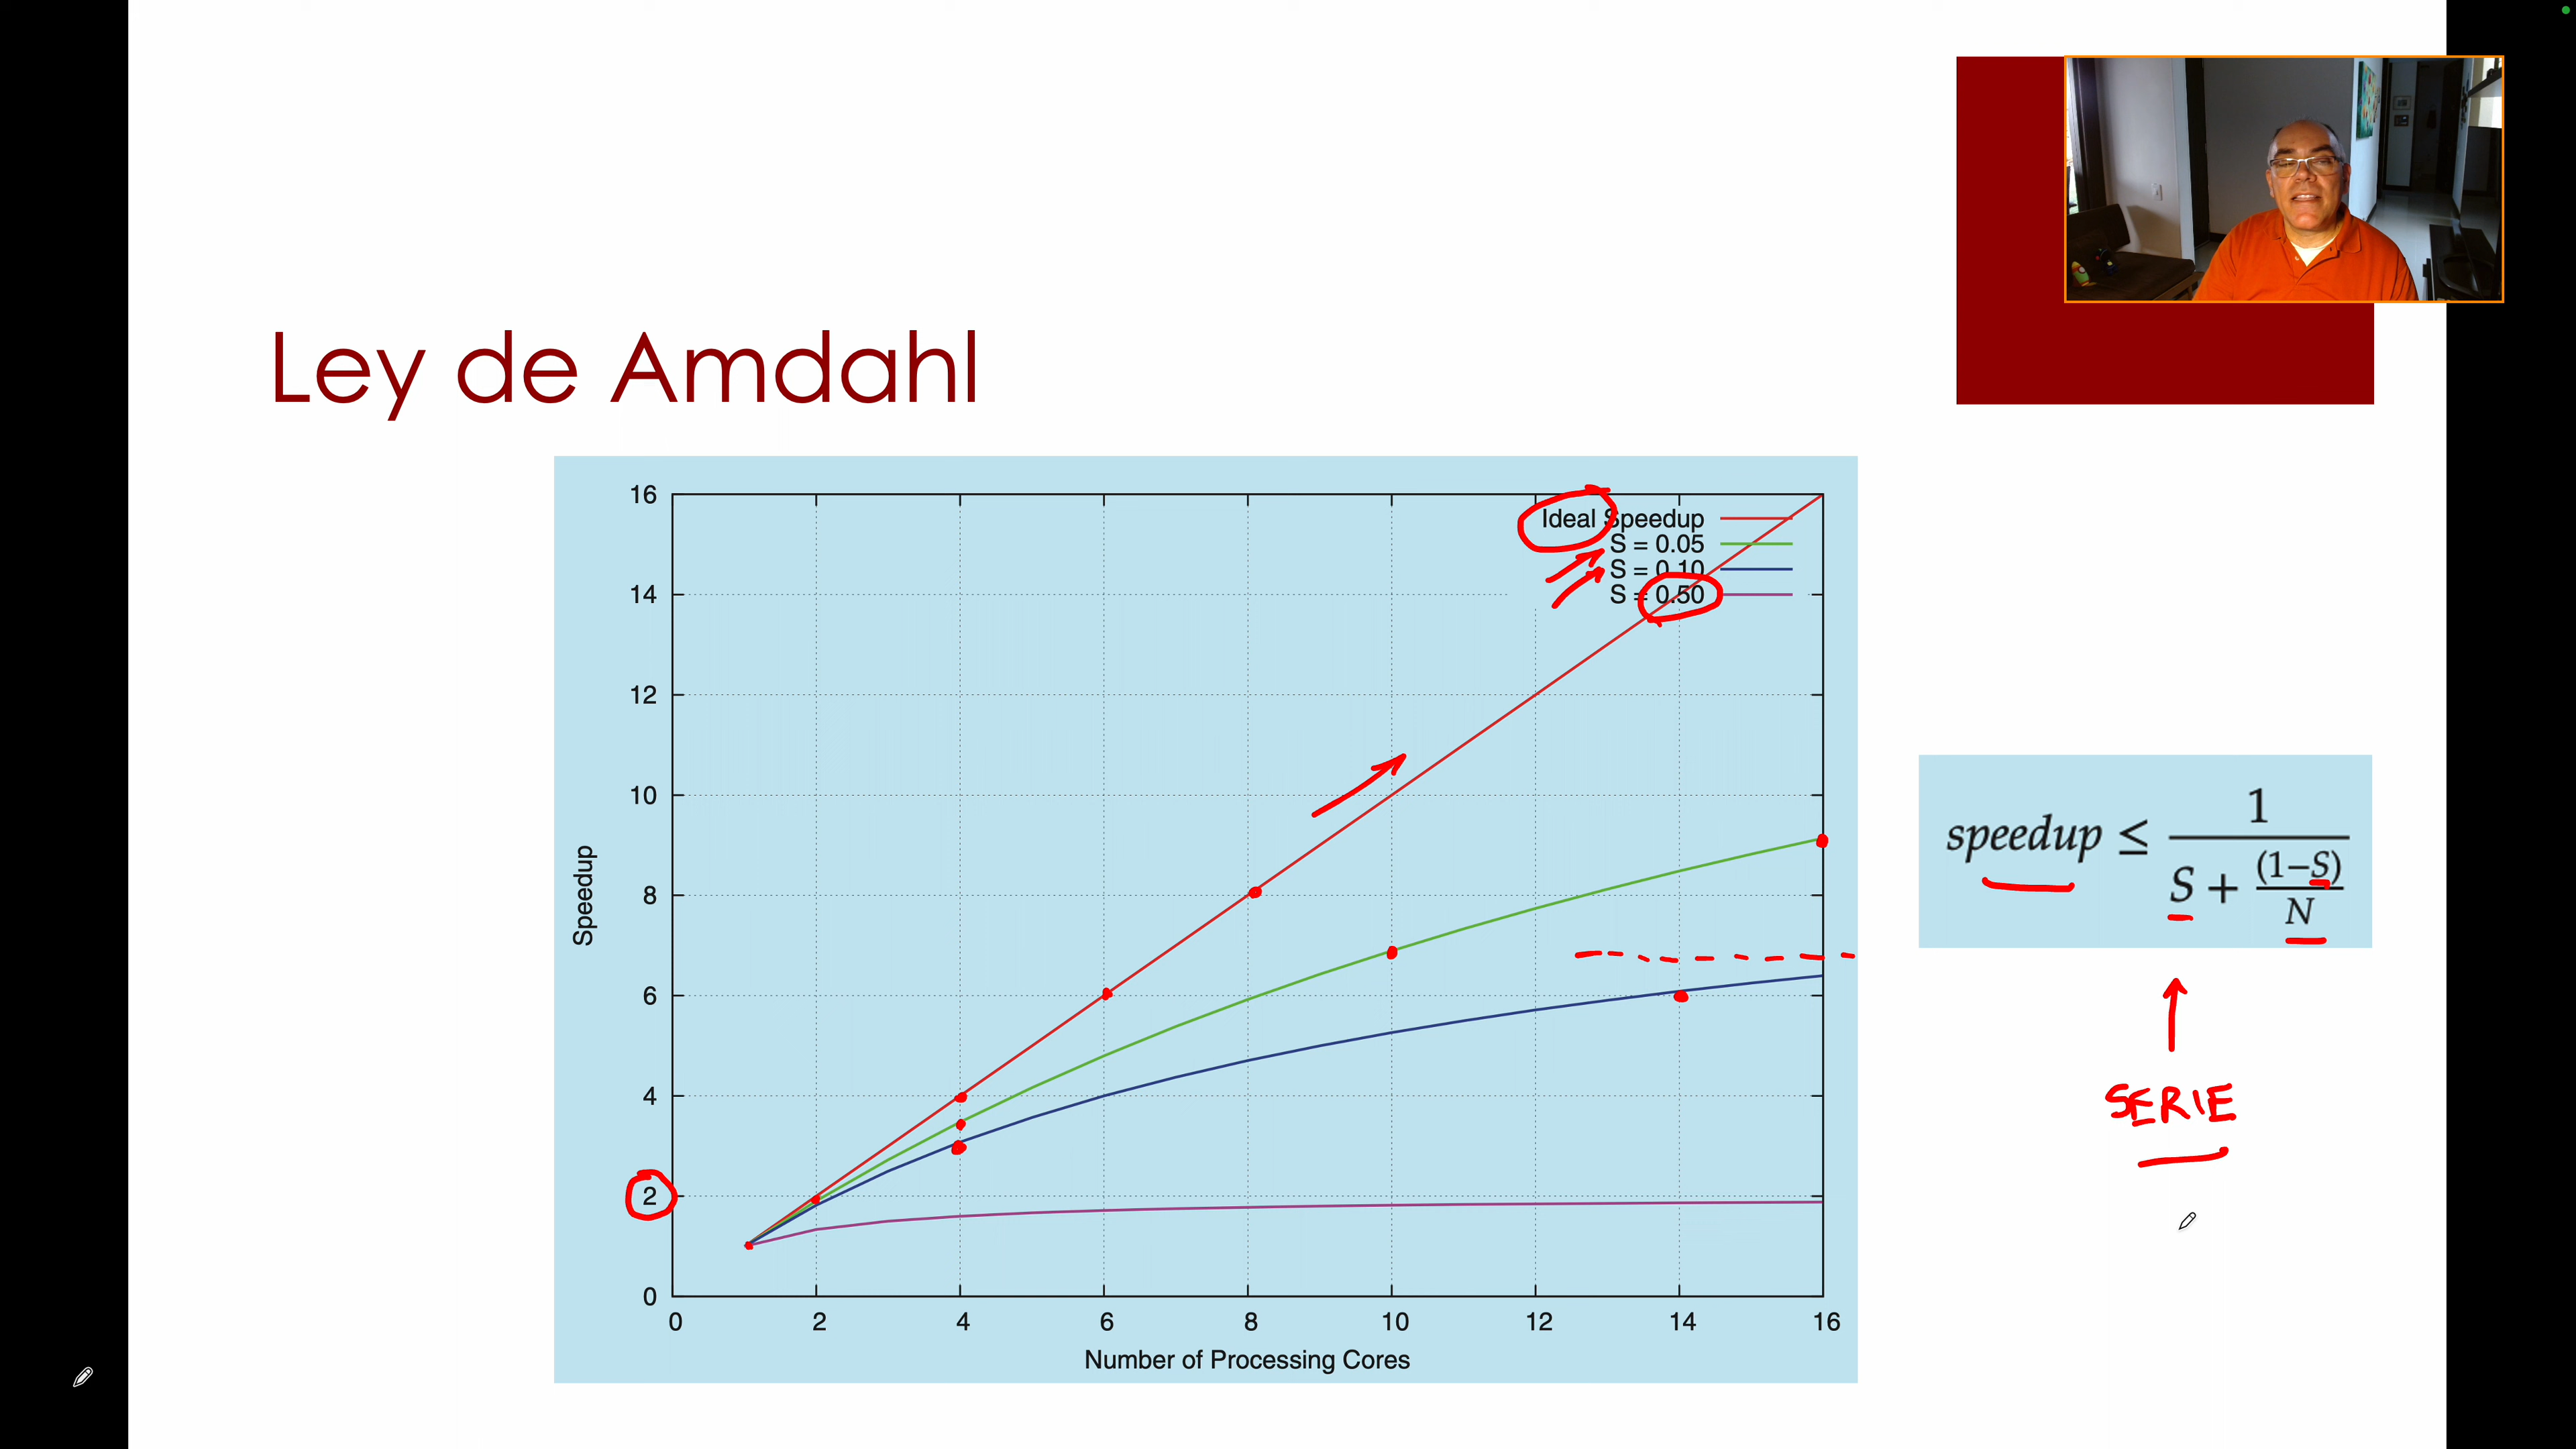 Ley de Amdahl
16
14
12
10
8
6
4
2
0
Speedup
Ideal Speedup
S = 0.05
S = 0.10
S = 0.50
0 2 4 6 8 10 12 14 16
Number of Processing Cores
speedup ≤ 1 / (S + (1−S)/N)
SERIE